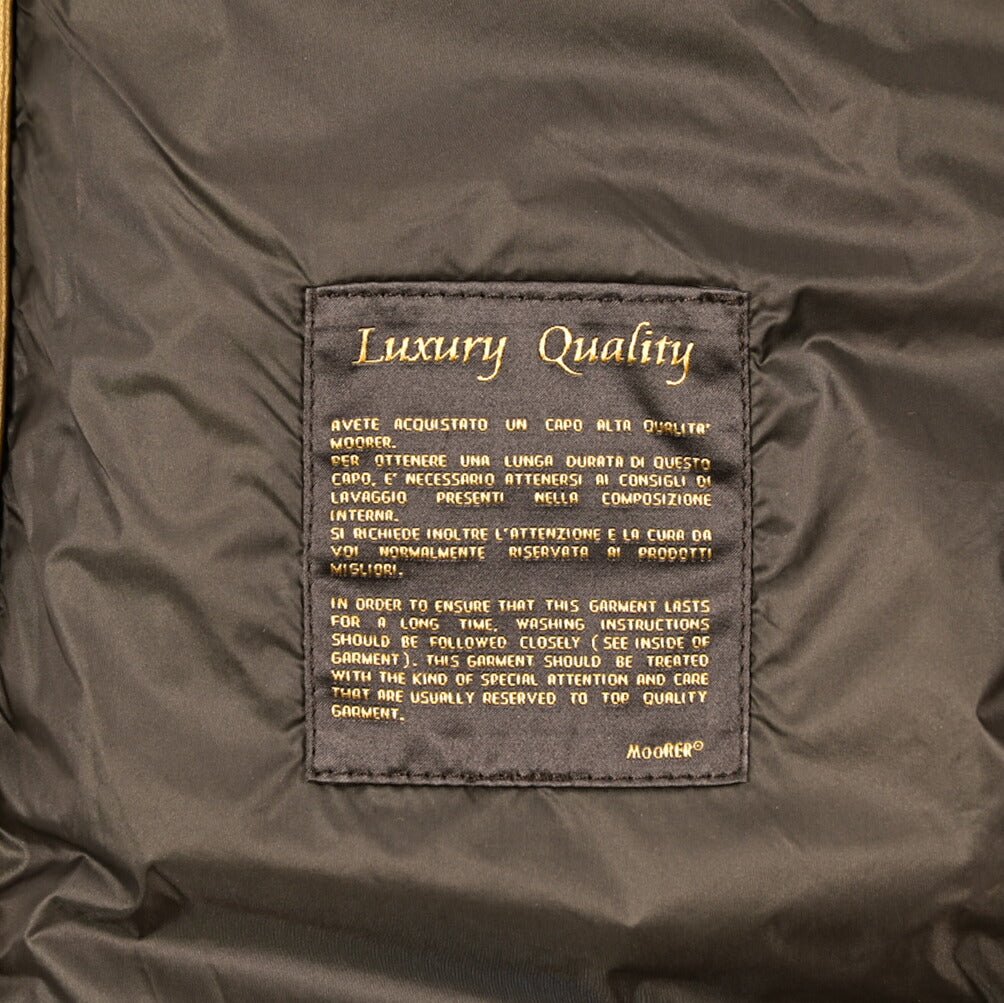 Luxury Quality
AVETE ACQUISTATO UN CAPO ALTA QUALITA'
MOORER.
PER OTTENERE UNA LUNGA DURATA DI QUESTO
CAPO, E' NECESSARIO ATTENERSI AI CONSIGLI DI
LAVAGGIO PRESENTI NELLA COMPOSIZIONE
INTERNA.
SI RICHIEDE INOLTRE L'ATTENZIONE E LA CURA DA
VOI NORMALMENTE RISERVATA AI PRODOTTI
MIGLIORI.
IN ORDER TO ENSURE THAT THIS GARMENT LASTS
FOR A LONG TIME, WASHING INSTRUCTIONS
SHOULD BE FOLLOWED CLOSELY (SEE INSIDE OF
GARMENT). THIS GARMENT SHOULD BE TREATED
WITH THE KIND OF SPECIAL ATTENTION AND CARE
THAT ARE USUALLY RESERVED TO TOP QUALITY
GARMENT.
MooRER®